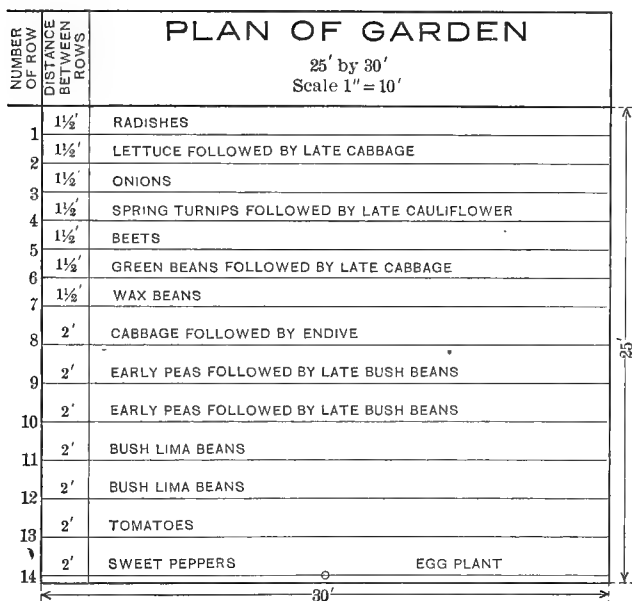 NUMBER OF ROW
DISTANCE BETWEEN ROWS
PLAN OF GARDEN
25' by 30'
Scale 1" = 10'
1 1½' RADISHES
2 1½' LETTUCE FOLLOWED BY LATE CABBAGE
3 1½' ONIONS
4 1½' SPRING TURNIPS FOLLOWED BY LATE CAULIFLOWER
5 1½' BEETS
6 1½' GREEN BEANS FOLLOWED BY LATE CABBAGE
7 1½' WAX BEANS
8 2' CABBAGE FOLLOWED BY ENDIVE
9 2' EARLY PEAS FOLLOWED BY LATE BUSH BEANS
10 2' EARLY PEAS FOLLOWED BY LATE BUSH BEANS
11 2' BUSH LIMA BEANS
12 2' BUSH LIMA BEANS
13 2' TOMATOES
14 2' SWEET PEPPERS EGG PLANT
25'
30'